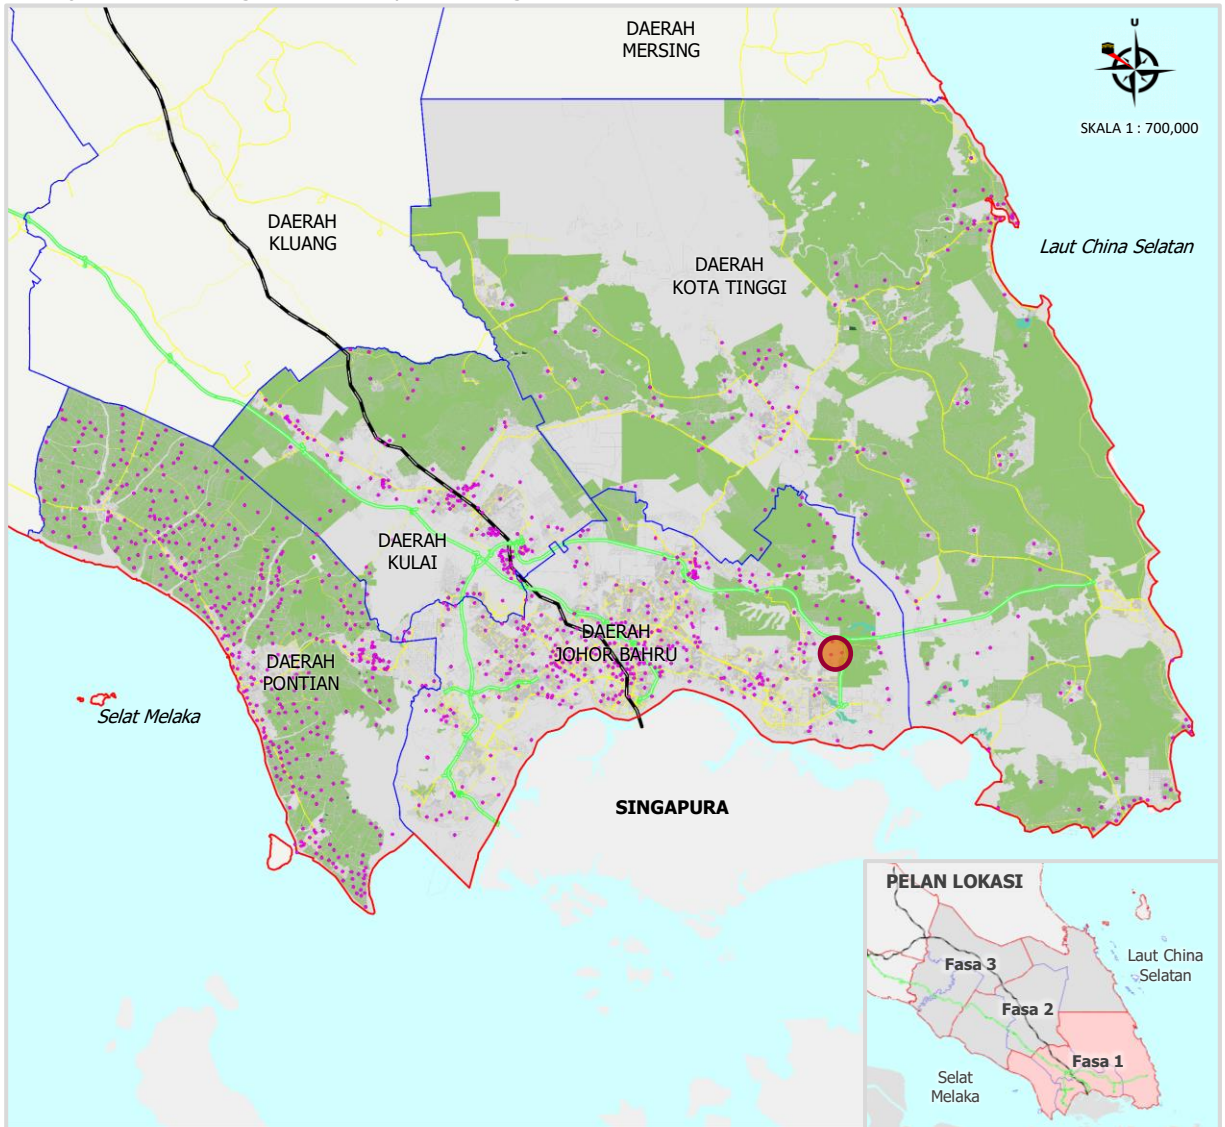 DAERAH
MERSING
U
SKALA 1 : 700,000
DAERAH
KLUANG
Laut China Selatan
DAERAH
KOTA TINGGI
DAERAH
KULAI
DAERAH
JOHOR BAHRU
DAERAH
PONTIAN
Selat Melaka
SINGAPURA
PELAN LOKASI
Laut China
Selatan
Fasa 3
Fasa 2
Fasa 1
Selat
Melaka